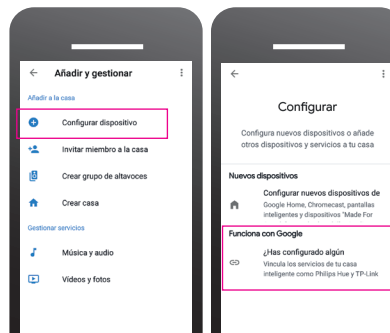 Añadir y gestionar
Añadir a la casa
Configurar dispositivo
Invitar miembro a la casa
Crear grupo de altavoces
Crear casa
Gestionar servicios
Música y audio
Vídeos y fotos
Configurar
Configura nuevos dispositivos o añade
otros dispositivos y servicios a tu casa
Nuevos dispositivos
Configurar nuevos dispositivos de
Google Home, Chromecast, pantallas
inteligentes y dispositivos "Made For
Funciona con Google
¿Has configurado algún
Vincula los servicios de tu casa
inteligente como Philips Hue y TP-Link